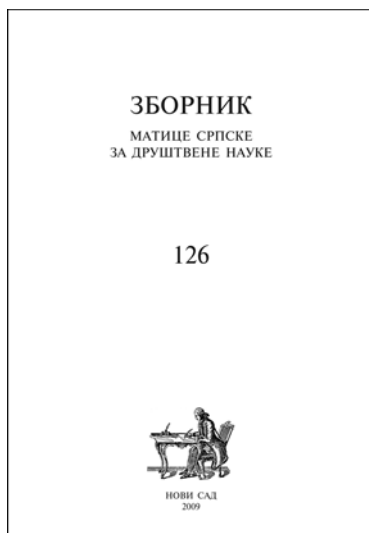 ЗБОРНИК
МАТИЦЕ СРПСКЕ
ЗА ДРУШТВЕНЕ НАУКЕ
126
НОВИ САД
2009